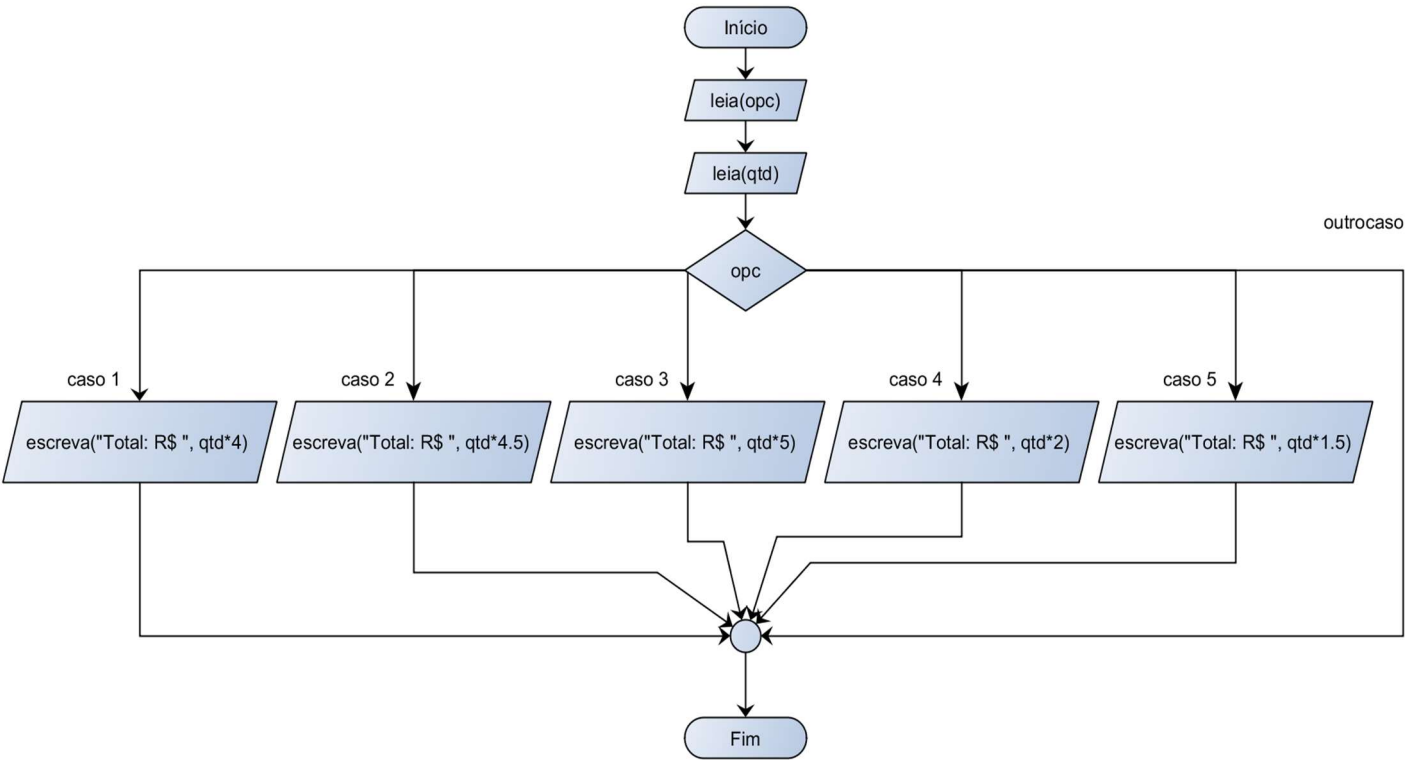 Início
leia(opc)
leia(qtd)
outrocaso
opc
caso 1
caso 2
caso 3
caso 4
caso 5
escreva("Total: R$ ", qtd*4)
escreva("Total: R$ ", qtd*4.5)
escreva("Total: R$ ", qtd*5)
escreva("Total: R$ ", qtd*2)
escreva("Total: R$ ", qtd*1.5)
Fim